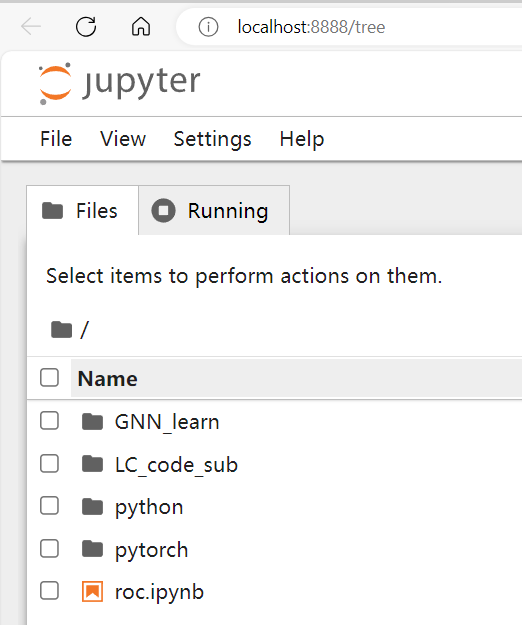 localhost:8888/tree
jupyter
File View Settings Help
Files Running
Select items to perform actions on them.
/
Name
GNN_learn
LC_code_sub
python
pytorch
roc.ipynb